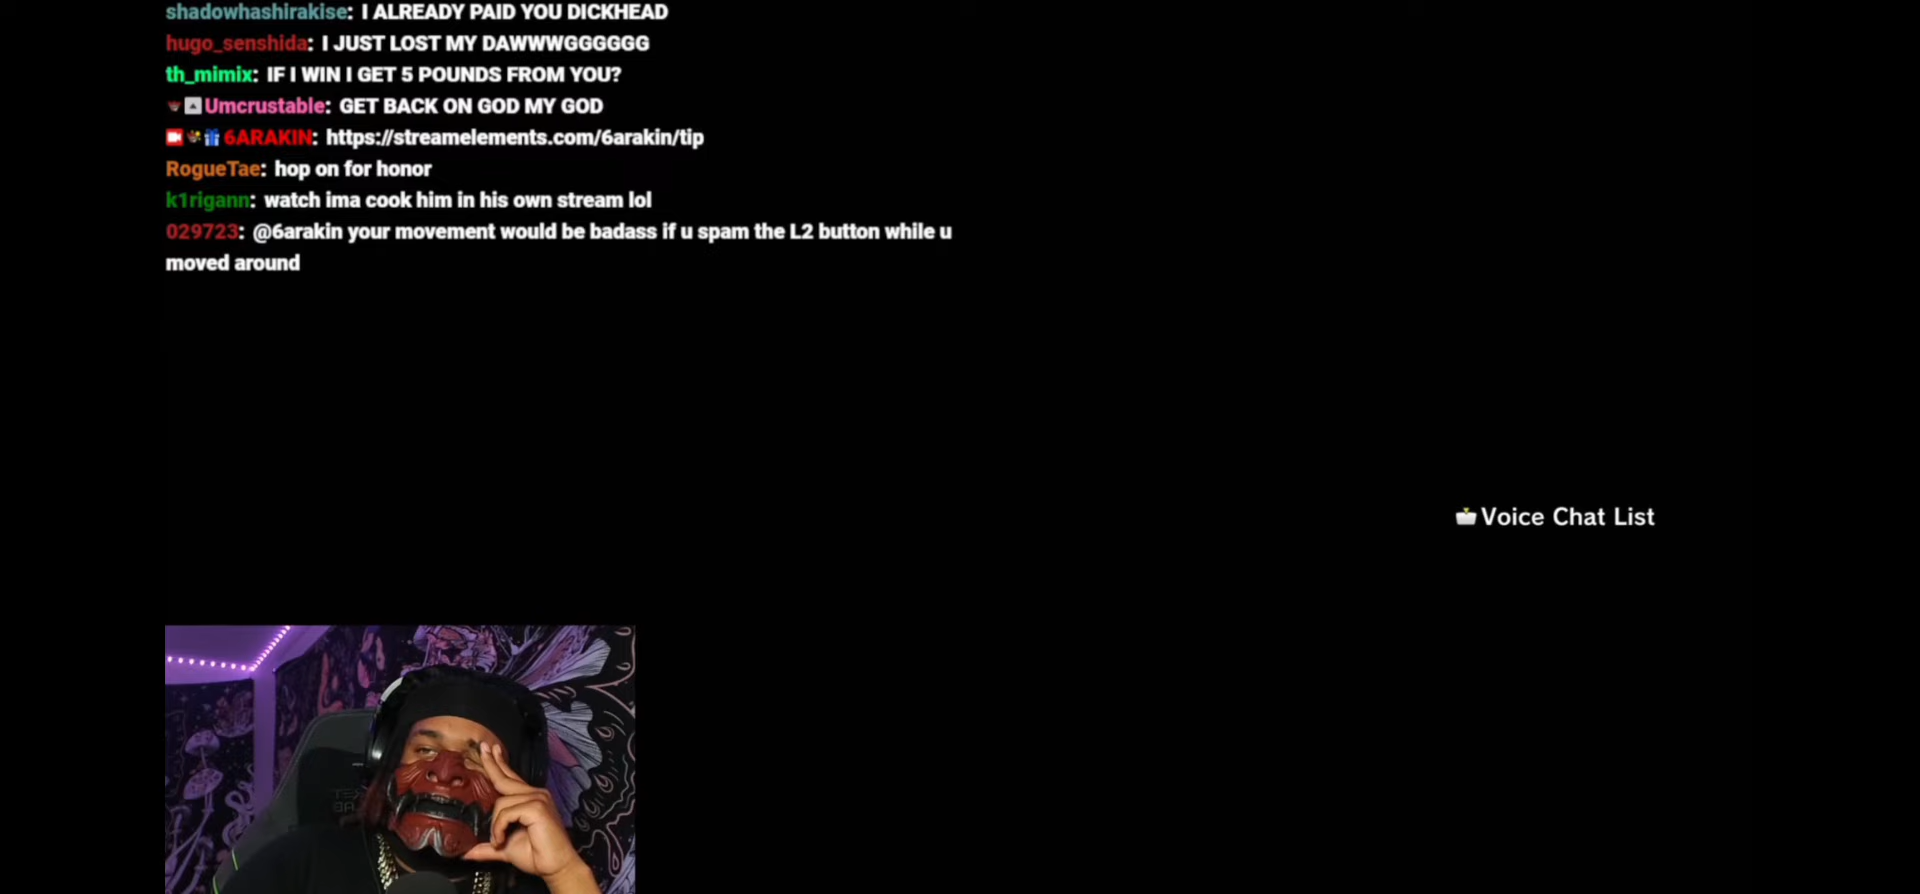 shadowhashirakise: I ALREADY PAID YOU DICKHEAD
hugo_senshida: I JUST LOST MY DAWWWGGGGGG
th_mimix: IF I WIN I GET 5 POUNDS FROM YOU?
Umcrustable: GET BACK ON GOD MY GOD
6ARAKIN: https://streamelements.com/6arakin/tip
RogueTae: hop on for honor
k1rigann: watch ima cook him in his own stream lol
029723: @6arakin your movement would be badass if u spam the L2 button while u
moved around
Voice Chat List